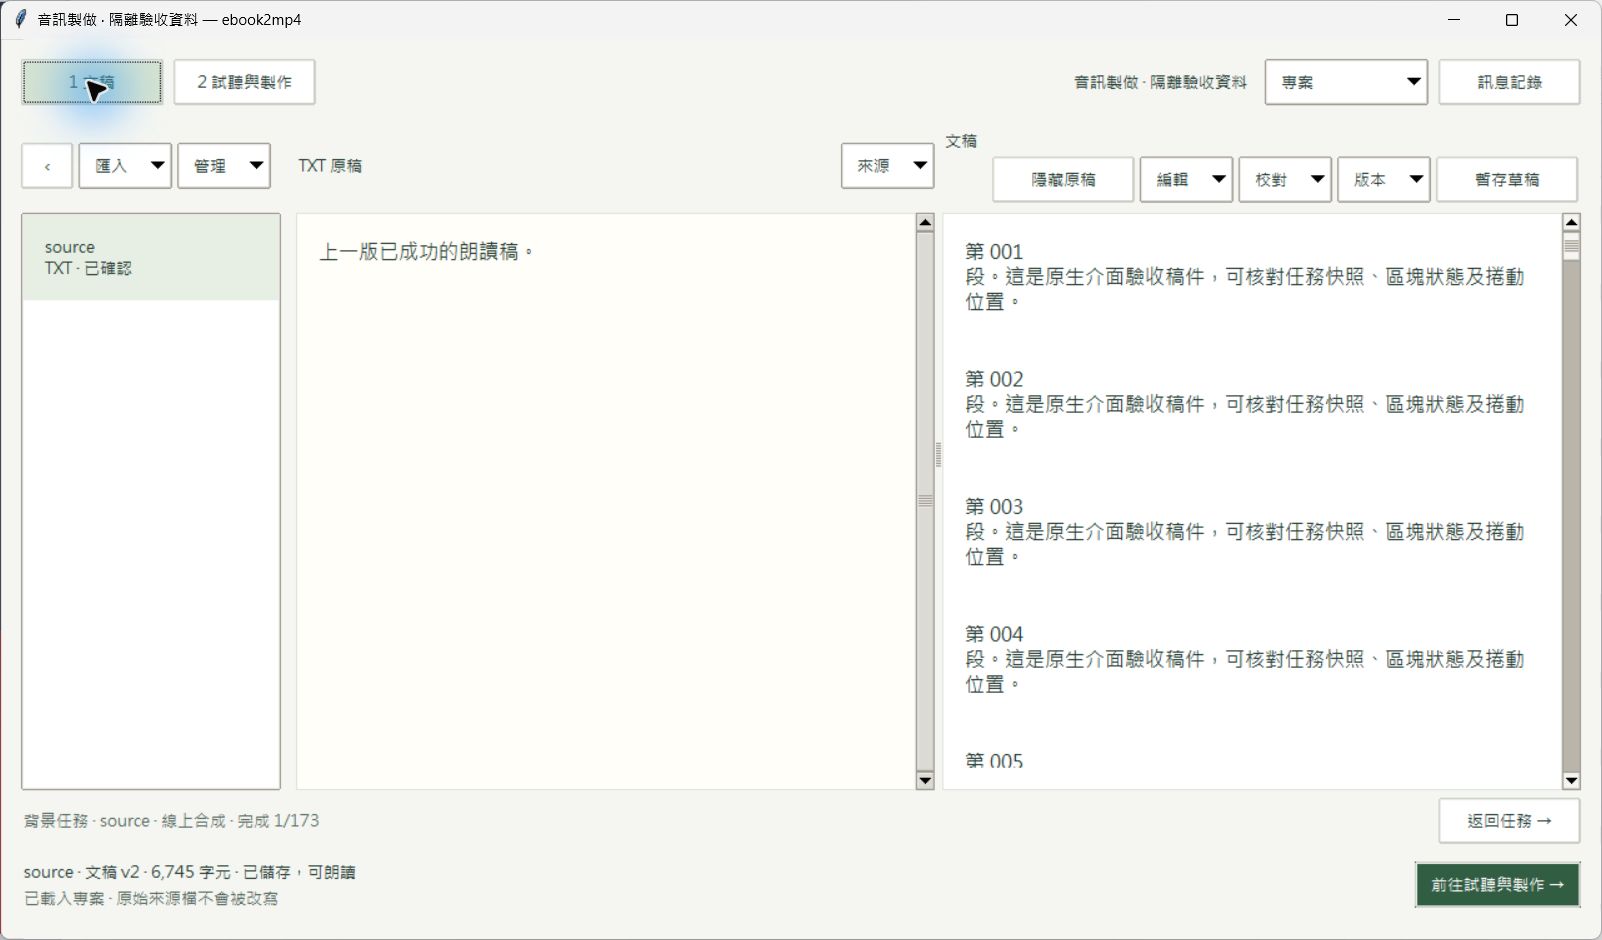 音訊製做 · 隔離驗收資料 — ebook2mp4
1 文稿
2 試聽與製作
音訊製做 · 隔離驗收資料
專案
訊息記錄
‹
匯入
管理
TXT 原稿
來源
文稿
隱藏原稿
編輯
校對
版本
暫存草稿
source
TXT · 已確認
上一版已成功的朗讀稿。
第 001
段。這是原生介面驗收稿件，可核對任務快照、區塊狀態及捲動
位置。
第 002
段。這是原生介面驗收稿件，可核對任務快照、區塊狀態及捲動
位置。
第 003
段。這是原生介面驗收稿件，可核對任務快照、區塊狀態及捲動
位置。
第 004
段。這是原生介面驗收稿件，可核對任務快照、區塊狀態及捲動
位置。
第 005
背景任務 · source · 線上合成 · 完成 1/173
返回任務 →
source · 文稿 v2 · 6,745 字元 · 已儲存，可朗讀
已載入專案 · 原始來源檔不會被改寫
前往試聽與製作 →